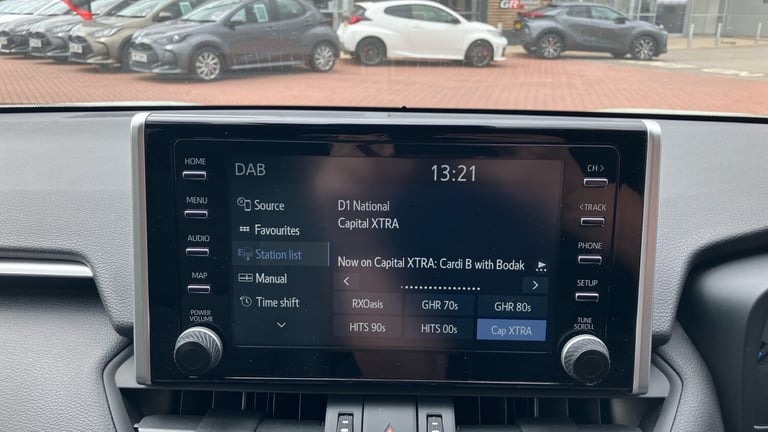 GR
HOME
MENU
AUDIO
MAP
POWER
VOLUME
DAB
13:21
Source
Favourites
Station list
Manual
Time shift
D1 National
Capital XTRA
Now on Capital XTRA: Cardi B with Bodak
RXOasis
GHR 70s
GHR 80s
HITS 90s
HITS 00s
Cap XTRA
CH >
< TRACK
PHONE
SETUP
TUNE
SCROLL